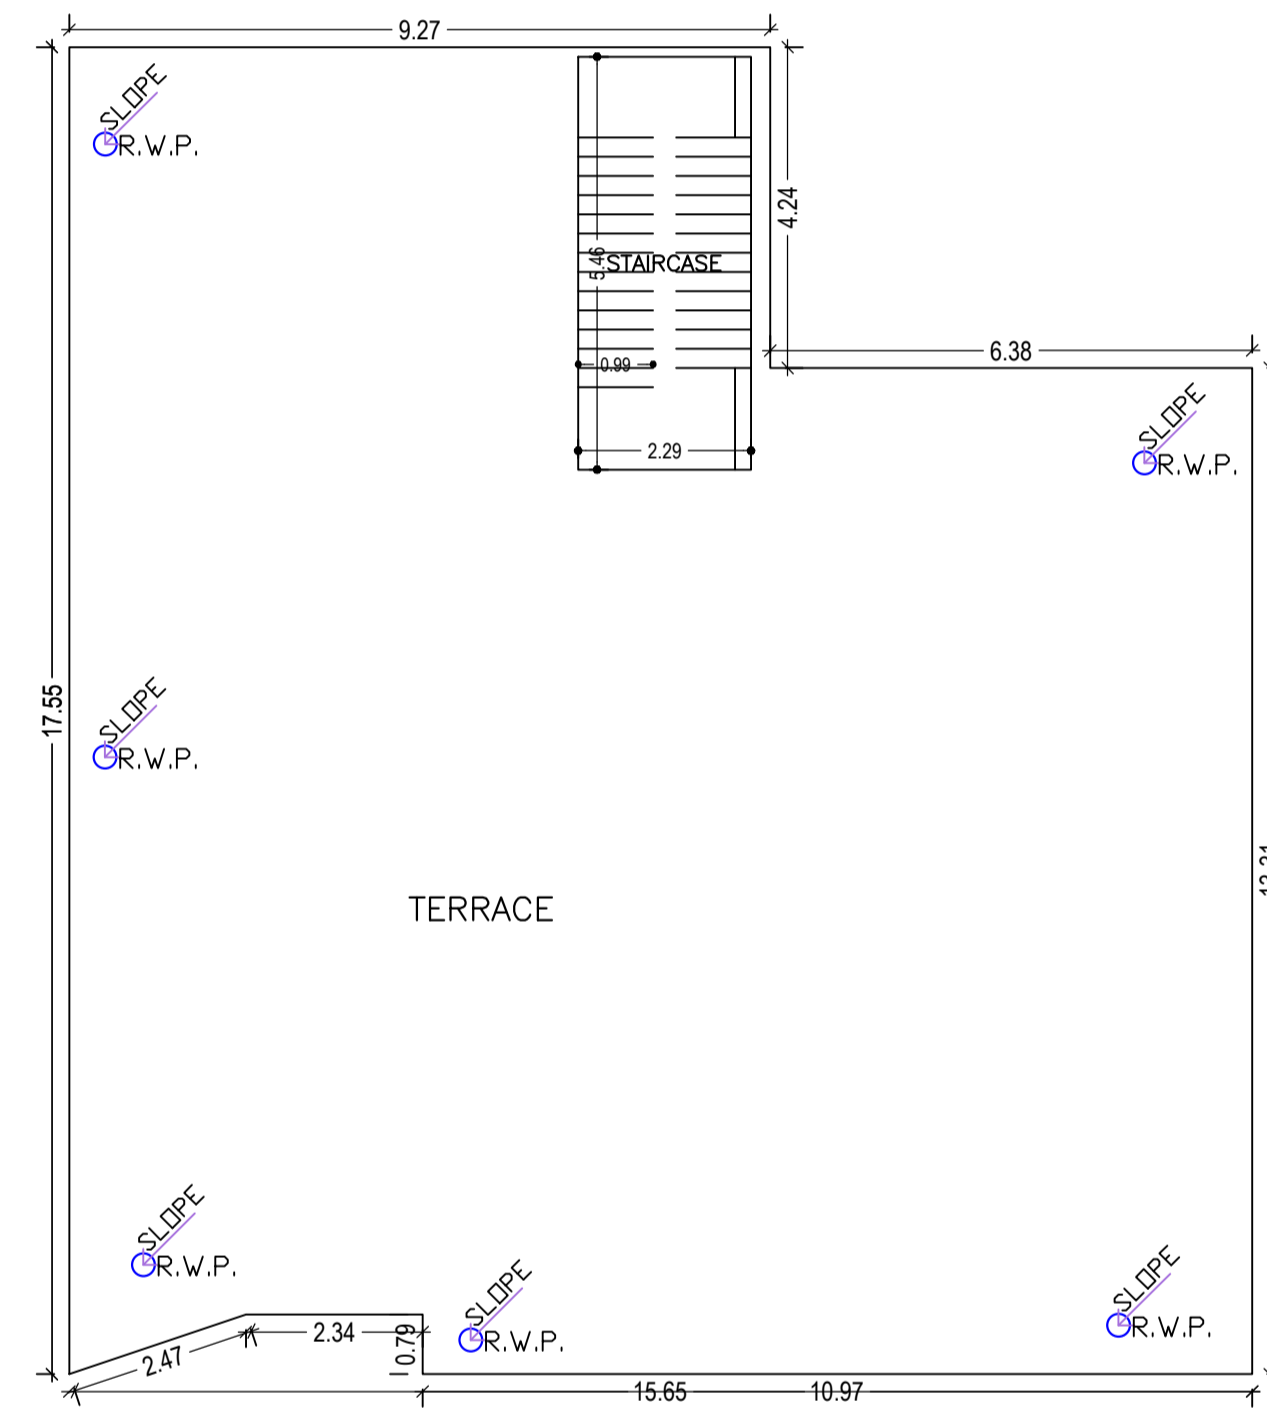 9.27
SLOPE
R.W.P.
4.24
5.46
STAIRCASE
6.38
0.99
SLOPE
R.W.P.
2.29
17.55
SLOPE
R.W.P.
TERRACE
SLOPE
R.W.P.
SLOPE
R.W.P.
SLOPE
R.W.P.
2.34
0.79
2.47
15.65
10.97